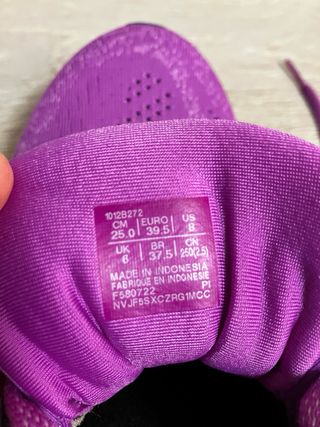 1012B272
CM EURO US
25.0 39.5 8
UK BR CN
6 37.5 250(2.5)
MADE IN INDONESIA
FABRIQUE EN INDONESIE
F580722 PI
NVJF5SXCZRG1MCC